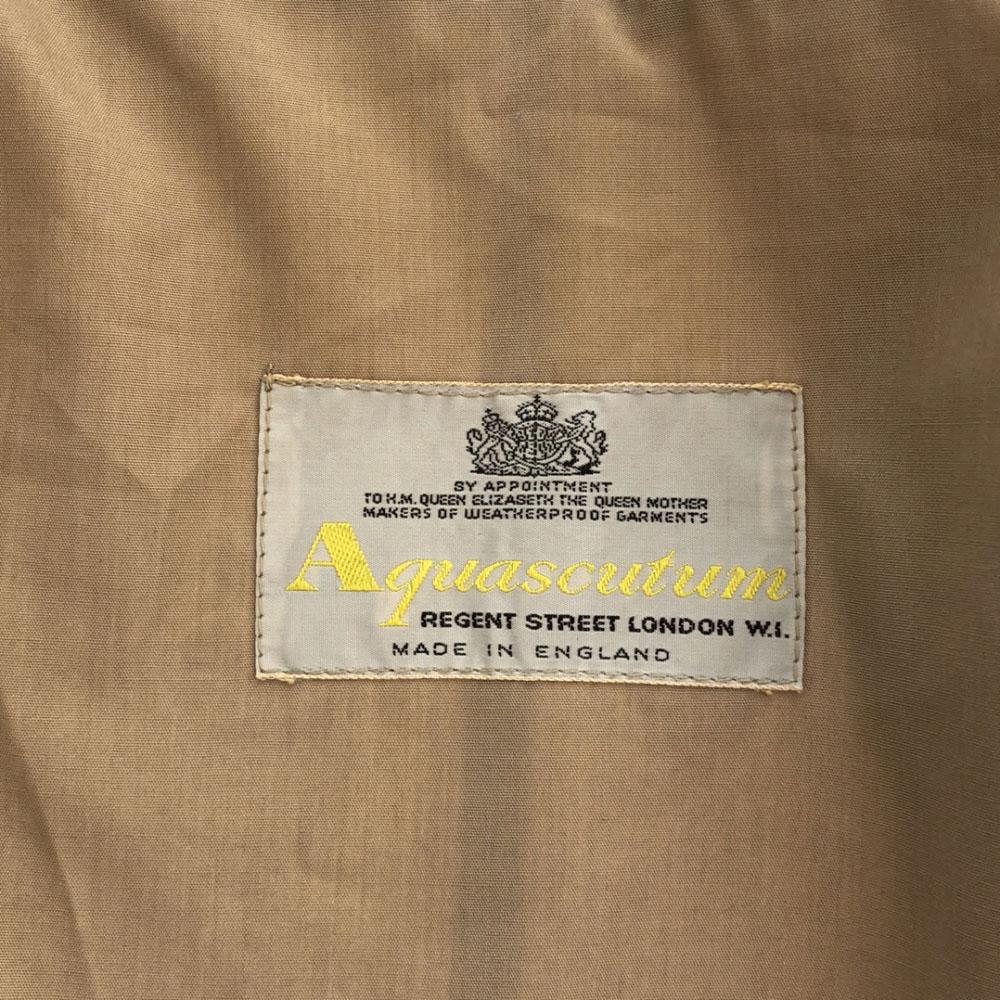 BY APPOINTMENT
TO H.M. QUEEN ELIZABETH THE QUEEN MOTHER
MAKERS OF WEATHERPROOF GARMENTS
Aquascutum
REGENT STREET LONDON W.1.
MADE IN ENGLAND